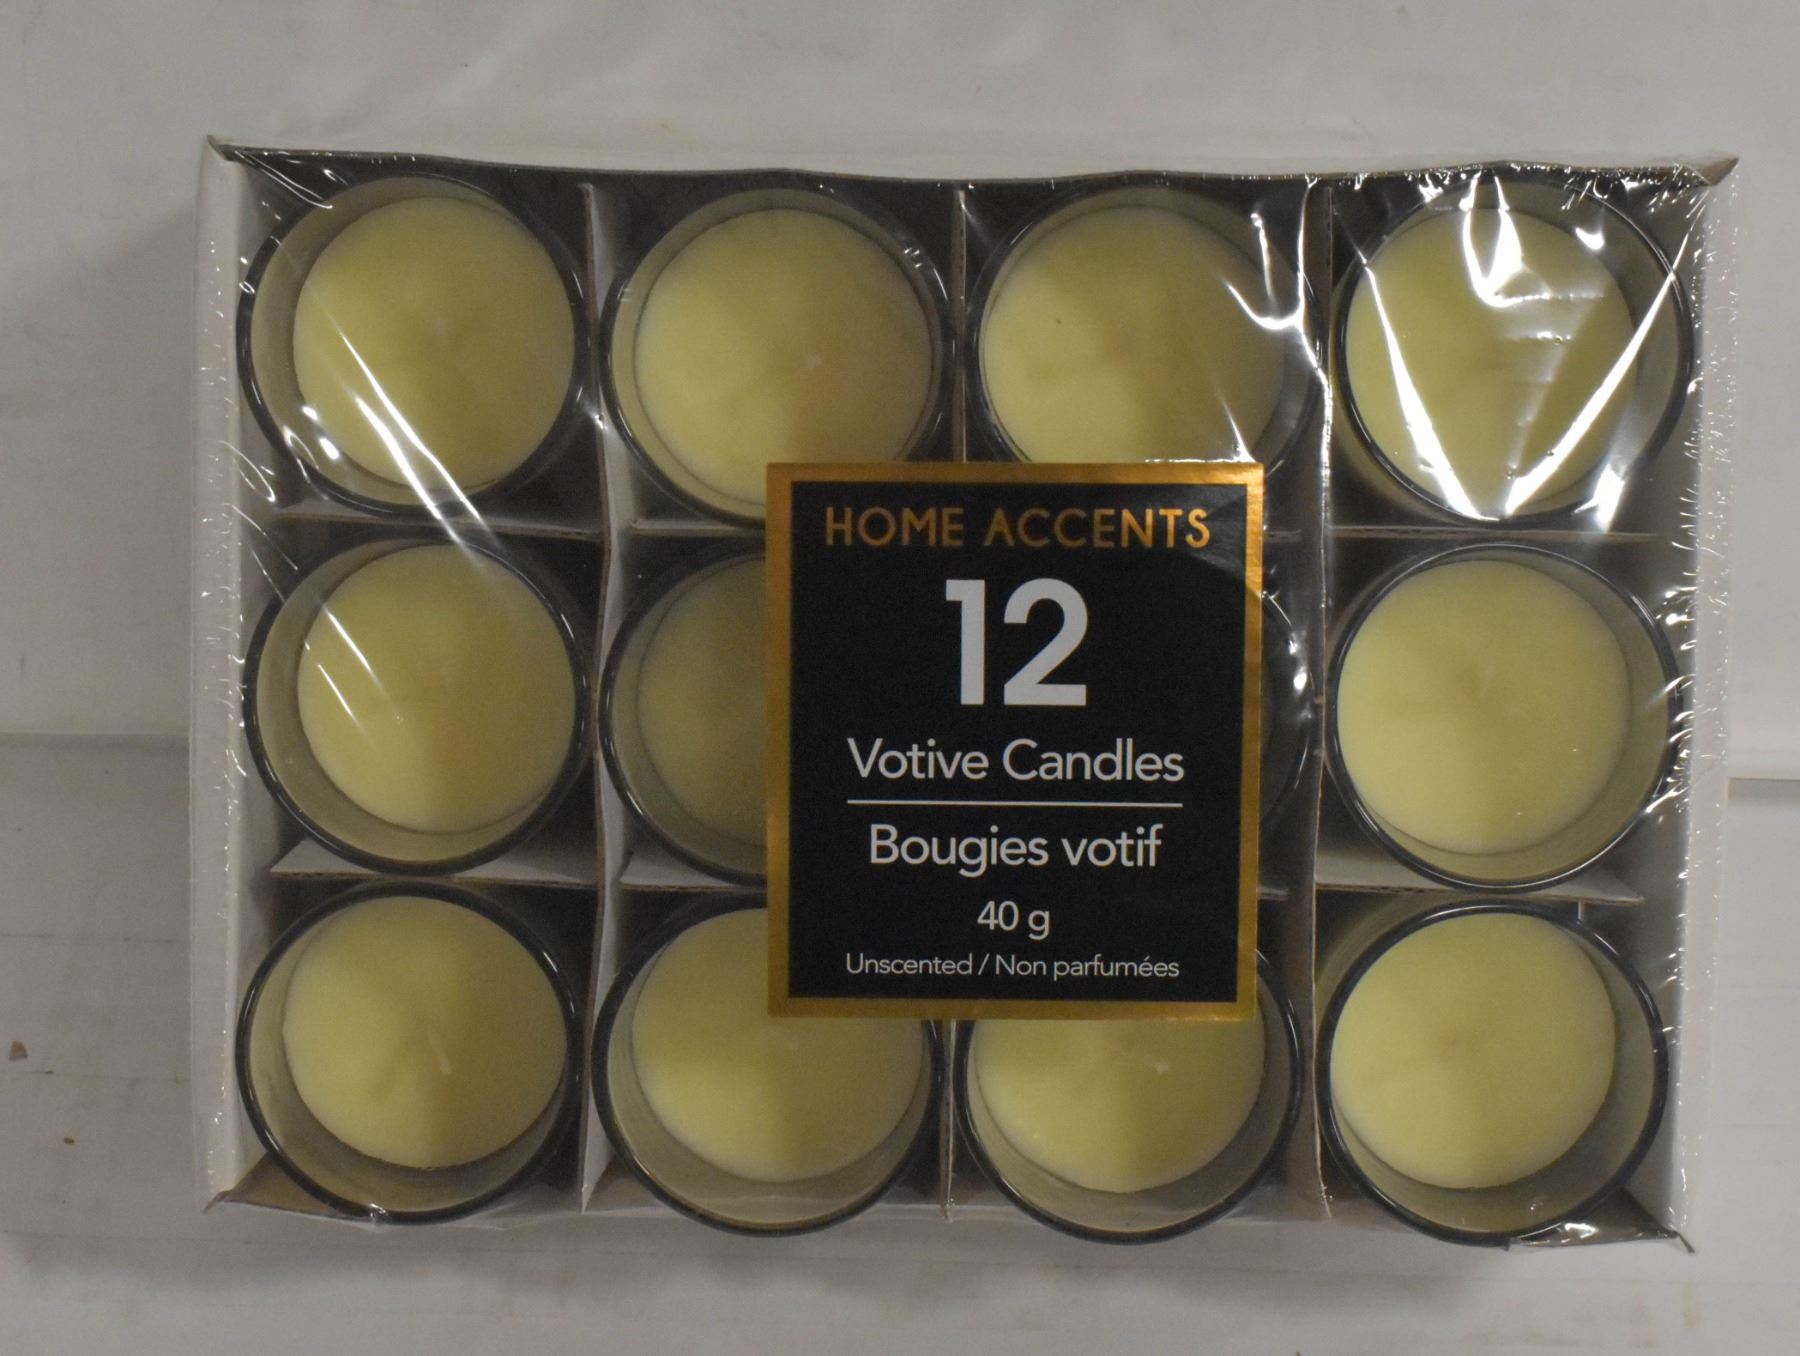 HOME ACCENTS
12
Votive Candles
Bougies votif
40 g
Unscented / Non parfumées